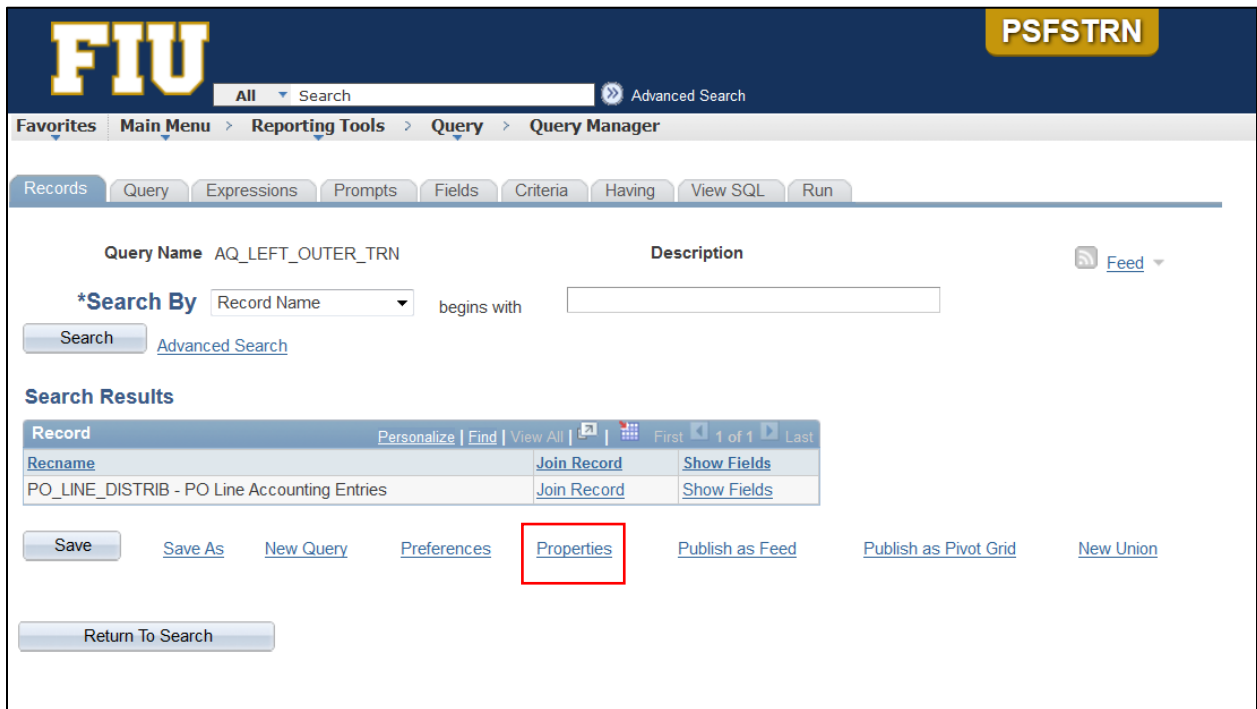 FIU
PSFSTRN
All Search Advanced Search
Favorites Main Menu > Reporting Tools > Query > Query Manager
Records Query Expressions Prompts Fields Criteria Having View SQL Run
Query Name AQ_LEFT_OUTER_TRN Description Feed
*Search By Record Name begins with
Search Advanced Search
Search Results
Record Personalize | Find | View All | | First 1 of 1 Last
Recname Join Record Show Fields
PO_LINE_DISTRIB - PO Line Accounting Entries Join Record Show Fields
Save Save As New Query Preferences Properties Publish as Feed Publish as Pivot Grid New Union
Return To Search